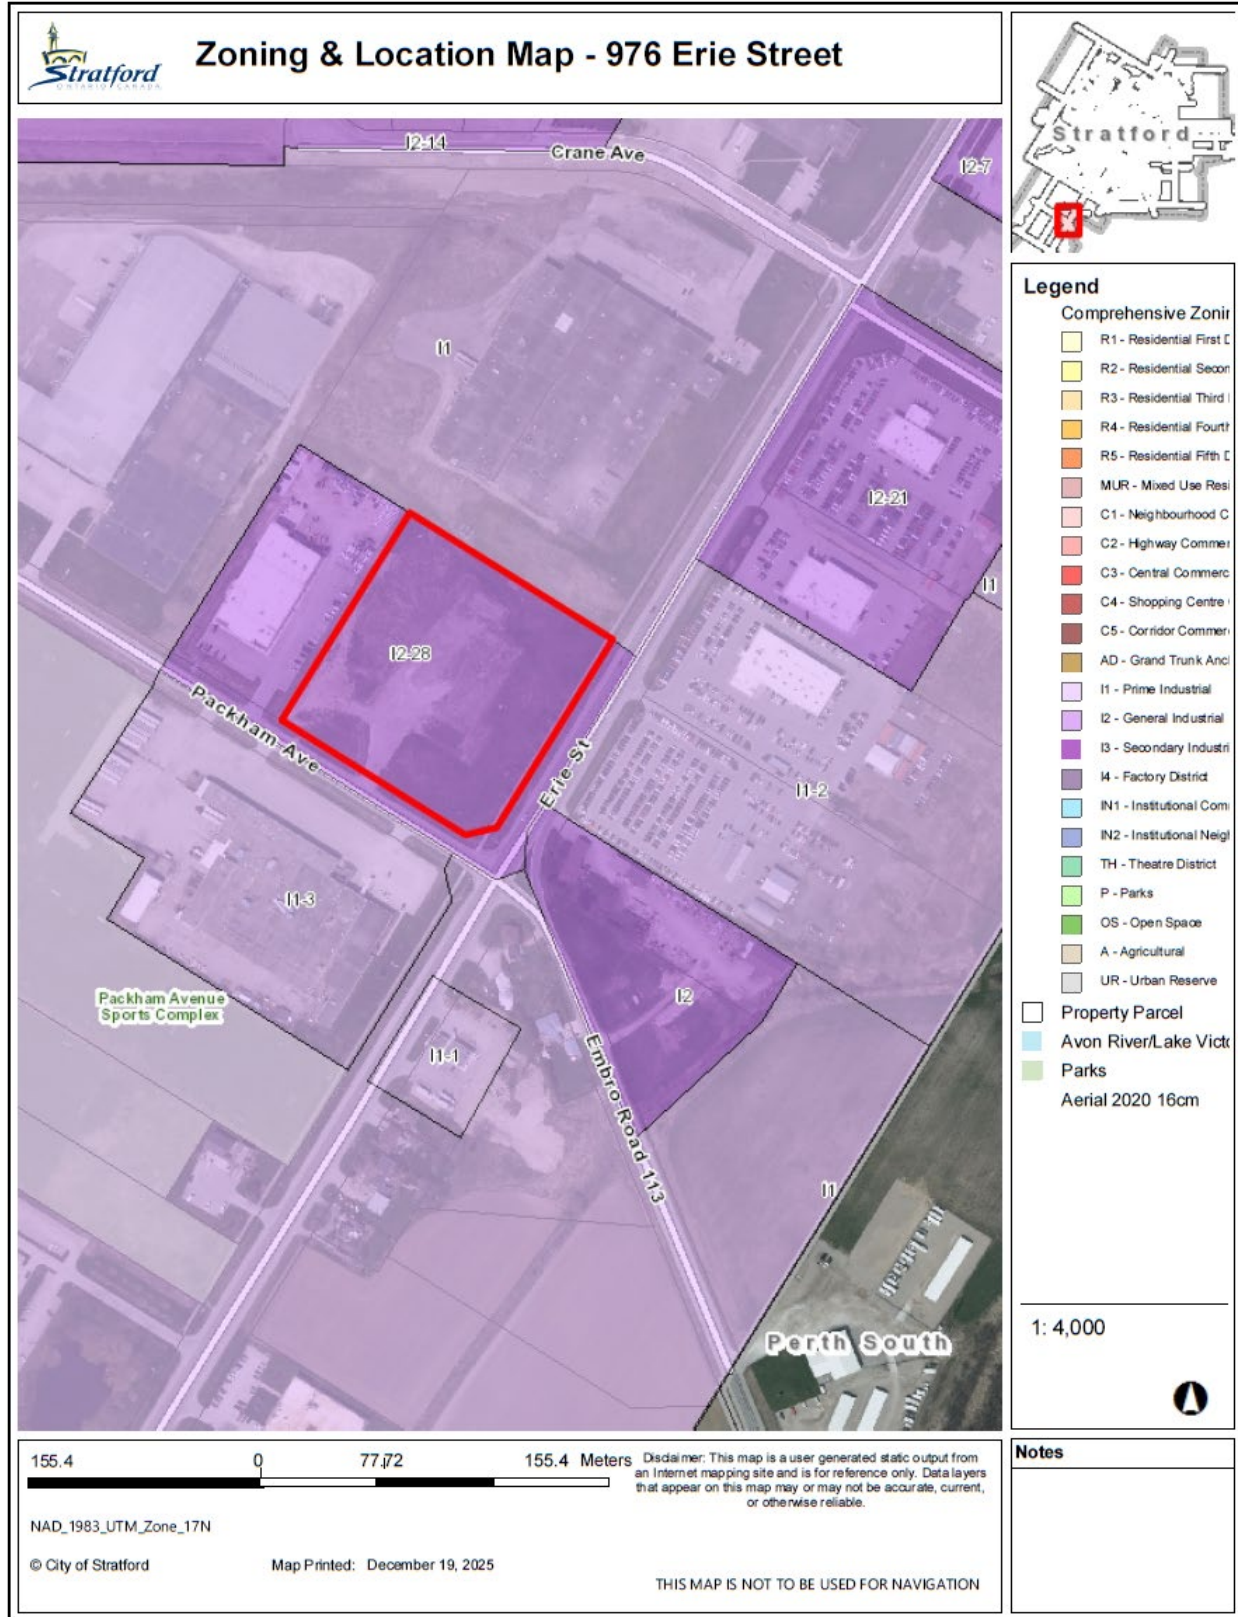 Stratford
ONTARIO CANADA
Zoning & Location Map - 976 Erie Street
Stratford
I2-14
Crane Ave
I2-7
I1
I2-21
I1
I2-28
Packham Ave
Erie St
I1-2
I1-3
Packham Avenue
Sports Complex
I2
I1-1
Embro Road 113
I1
Perth South
Legend
Comprehensive Zonin
R1 - Residential First D
R2 - Residential Secon
R3 - Residential Third
R4 - Residential Fourth
R5 - Residential Fifth D
MUR - Mixed Use Resi
C1 - Neighbourhood C
C2 - Highway Commer
C3 - Central Commerc
C4 - Shopping Centre
C5 - Corridor Commer
AD - Grand Trunk Anc
I1 - Prime Industrial
I2 - General Industrial
I3 - Secondary Industri
I4 - Factory District
IN1 - Institutional Com
IN2 - Institutional Neigh
TH - Theatre District
P - Parks
OS - Open Space
A - Agricultural
UR - Urban Reserve
Property Parcel
Avon River/Lake Victo
Parks
Aerial 2020 16cm
1: 4,000
155.4 0 77.72 155.4 Meters
Disclaimer: This map is a user generated static output from
an Internet mapping site and is for reference only. Data layers
that appear on this map may or may not be accurate, current,
or otherwise reliable.
NAD_1983_UTM_Zone_17N
© City of Stratford
Map Printed: December 19, 2025
THIS MAP IS NOT TO BE USED FOR NAVIGATION
Notes